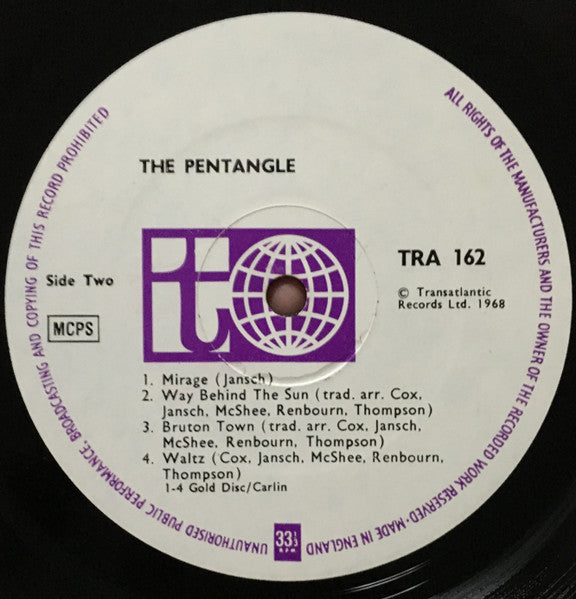 THE PENTANGLE
to
TRA 162
Side Two
MCPS
© Transatlantic
Records Ltd. 1968
1. Mirage (Jansch)
2. Way Behind The Sun (trad. arr. Cox,
Jansch, McShee, Renbourn, Thompson)
3. Bruton Town (trad. arr. Cox, Jansch,
McShee, Renbourn, Thompson)
4. Waltz (Cox, Jansch, McShee, Renbourn,
Thompson)
1-4 Gold Disc/Carlin
ALL RIGHTS OF THE MANUFACTURERS AND THE OWNER OF THE RECORDED WORK RESERVED · MADE IN ENGLAND
33⅓
R.P.M.
UNAUTHORISED PUBLIC PERFORMANCE, BROADCASTING AND COPYING OF THIS RECORD PROHIBITED